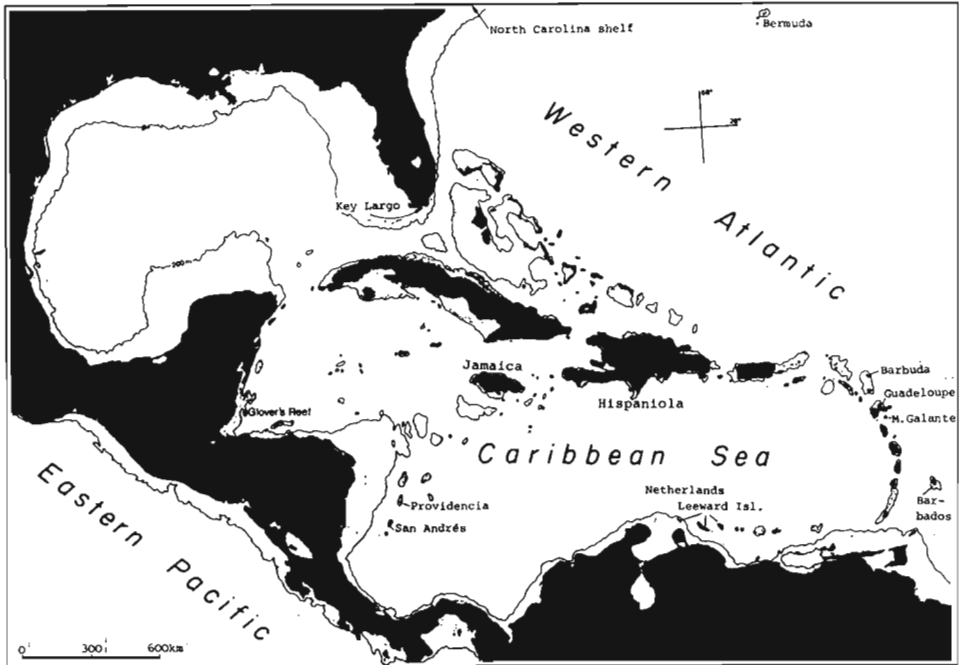 North Carolina shelf
Bermuda
Western Atlantic
Key Largo
200m
Jamaica
Hispaniola
Barbuda
Guadeloupe
M.Galante
Glover's Reef
Caribbean Sea
Netherlands
Leeward Isl.
Bar-
bados
Providencia
San Andrés
Eastern Pacific
0 300 600km